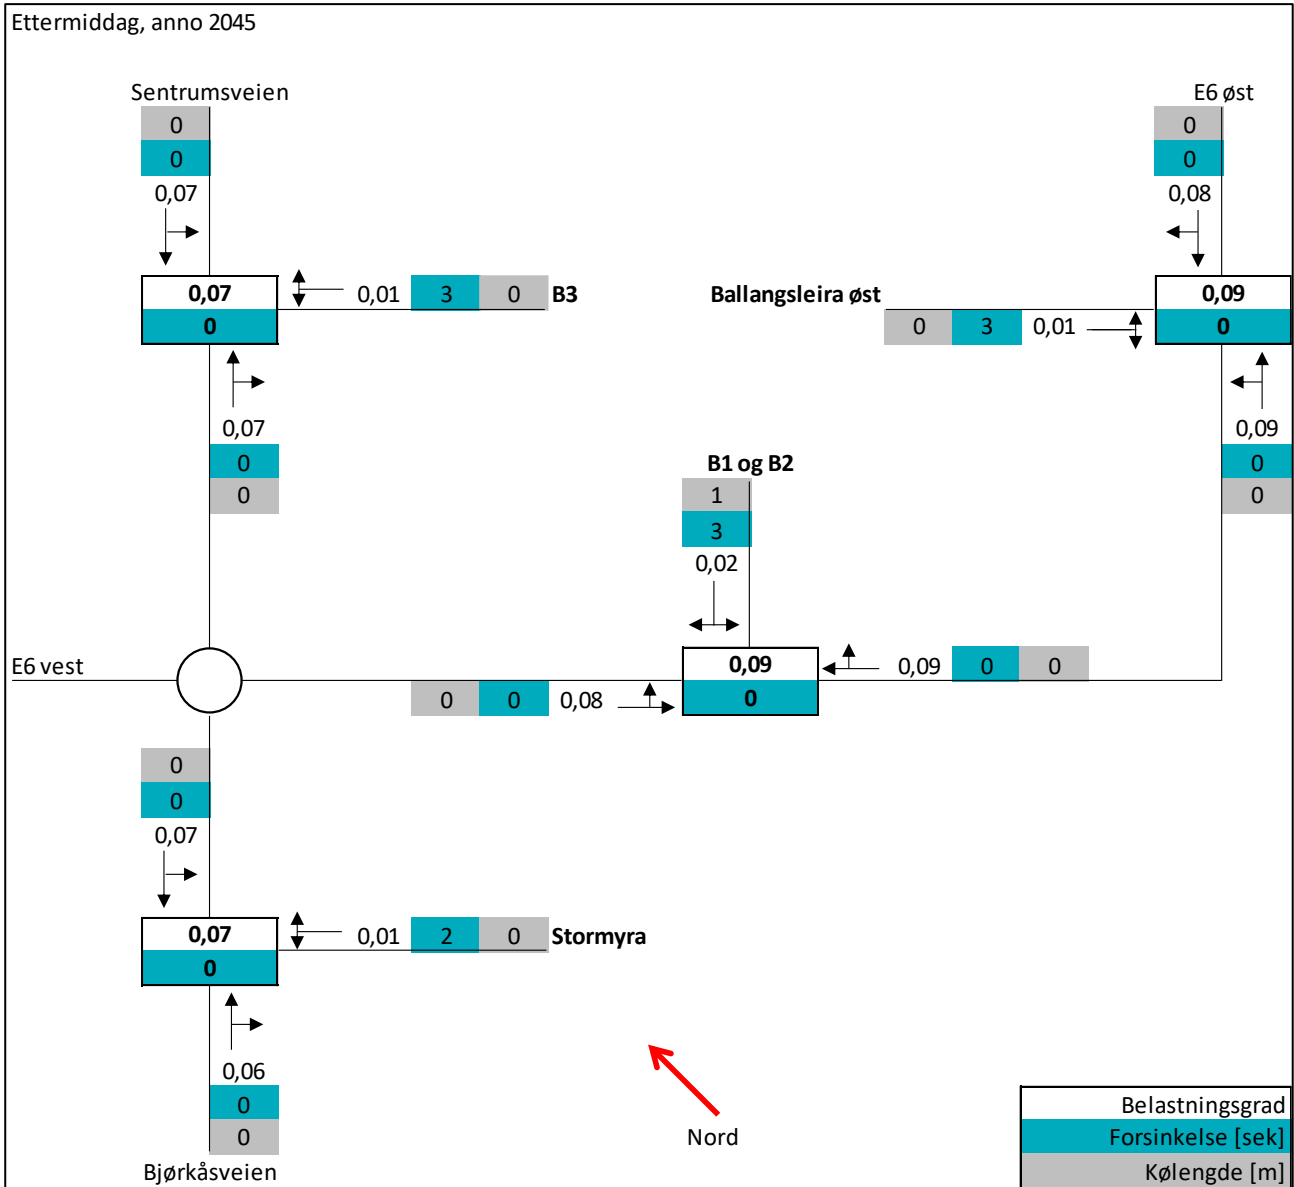 Ettermiddag, anno 2045
Sentrumsveien
E6 øst
0
0
0
0
0,07
0,08
0,07
0,01 3 0 B3
Ballangsleira øst
0,09
0
0 3 0,01
0
0,07
0,09
0
0
0
0
B1 og B2
1
3
0,02
E6 vest
0,09
0,09 0 0
0 0 0,08
0
0
0
0,07
0,07
0,01 2 0 Stormyra
0
0,06
0
0
Bjørkåsveien
Nord
Belastningsgrad
Forsinkelse [sek]
Kølengde [m]